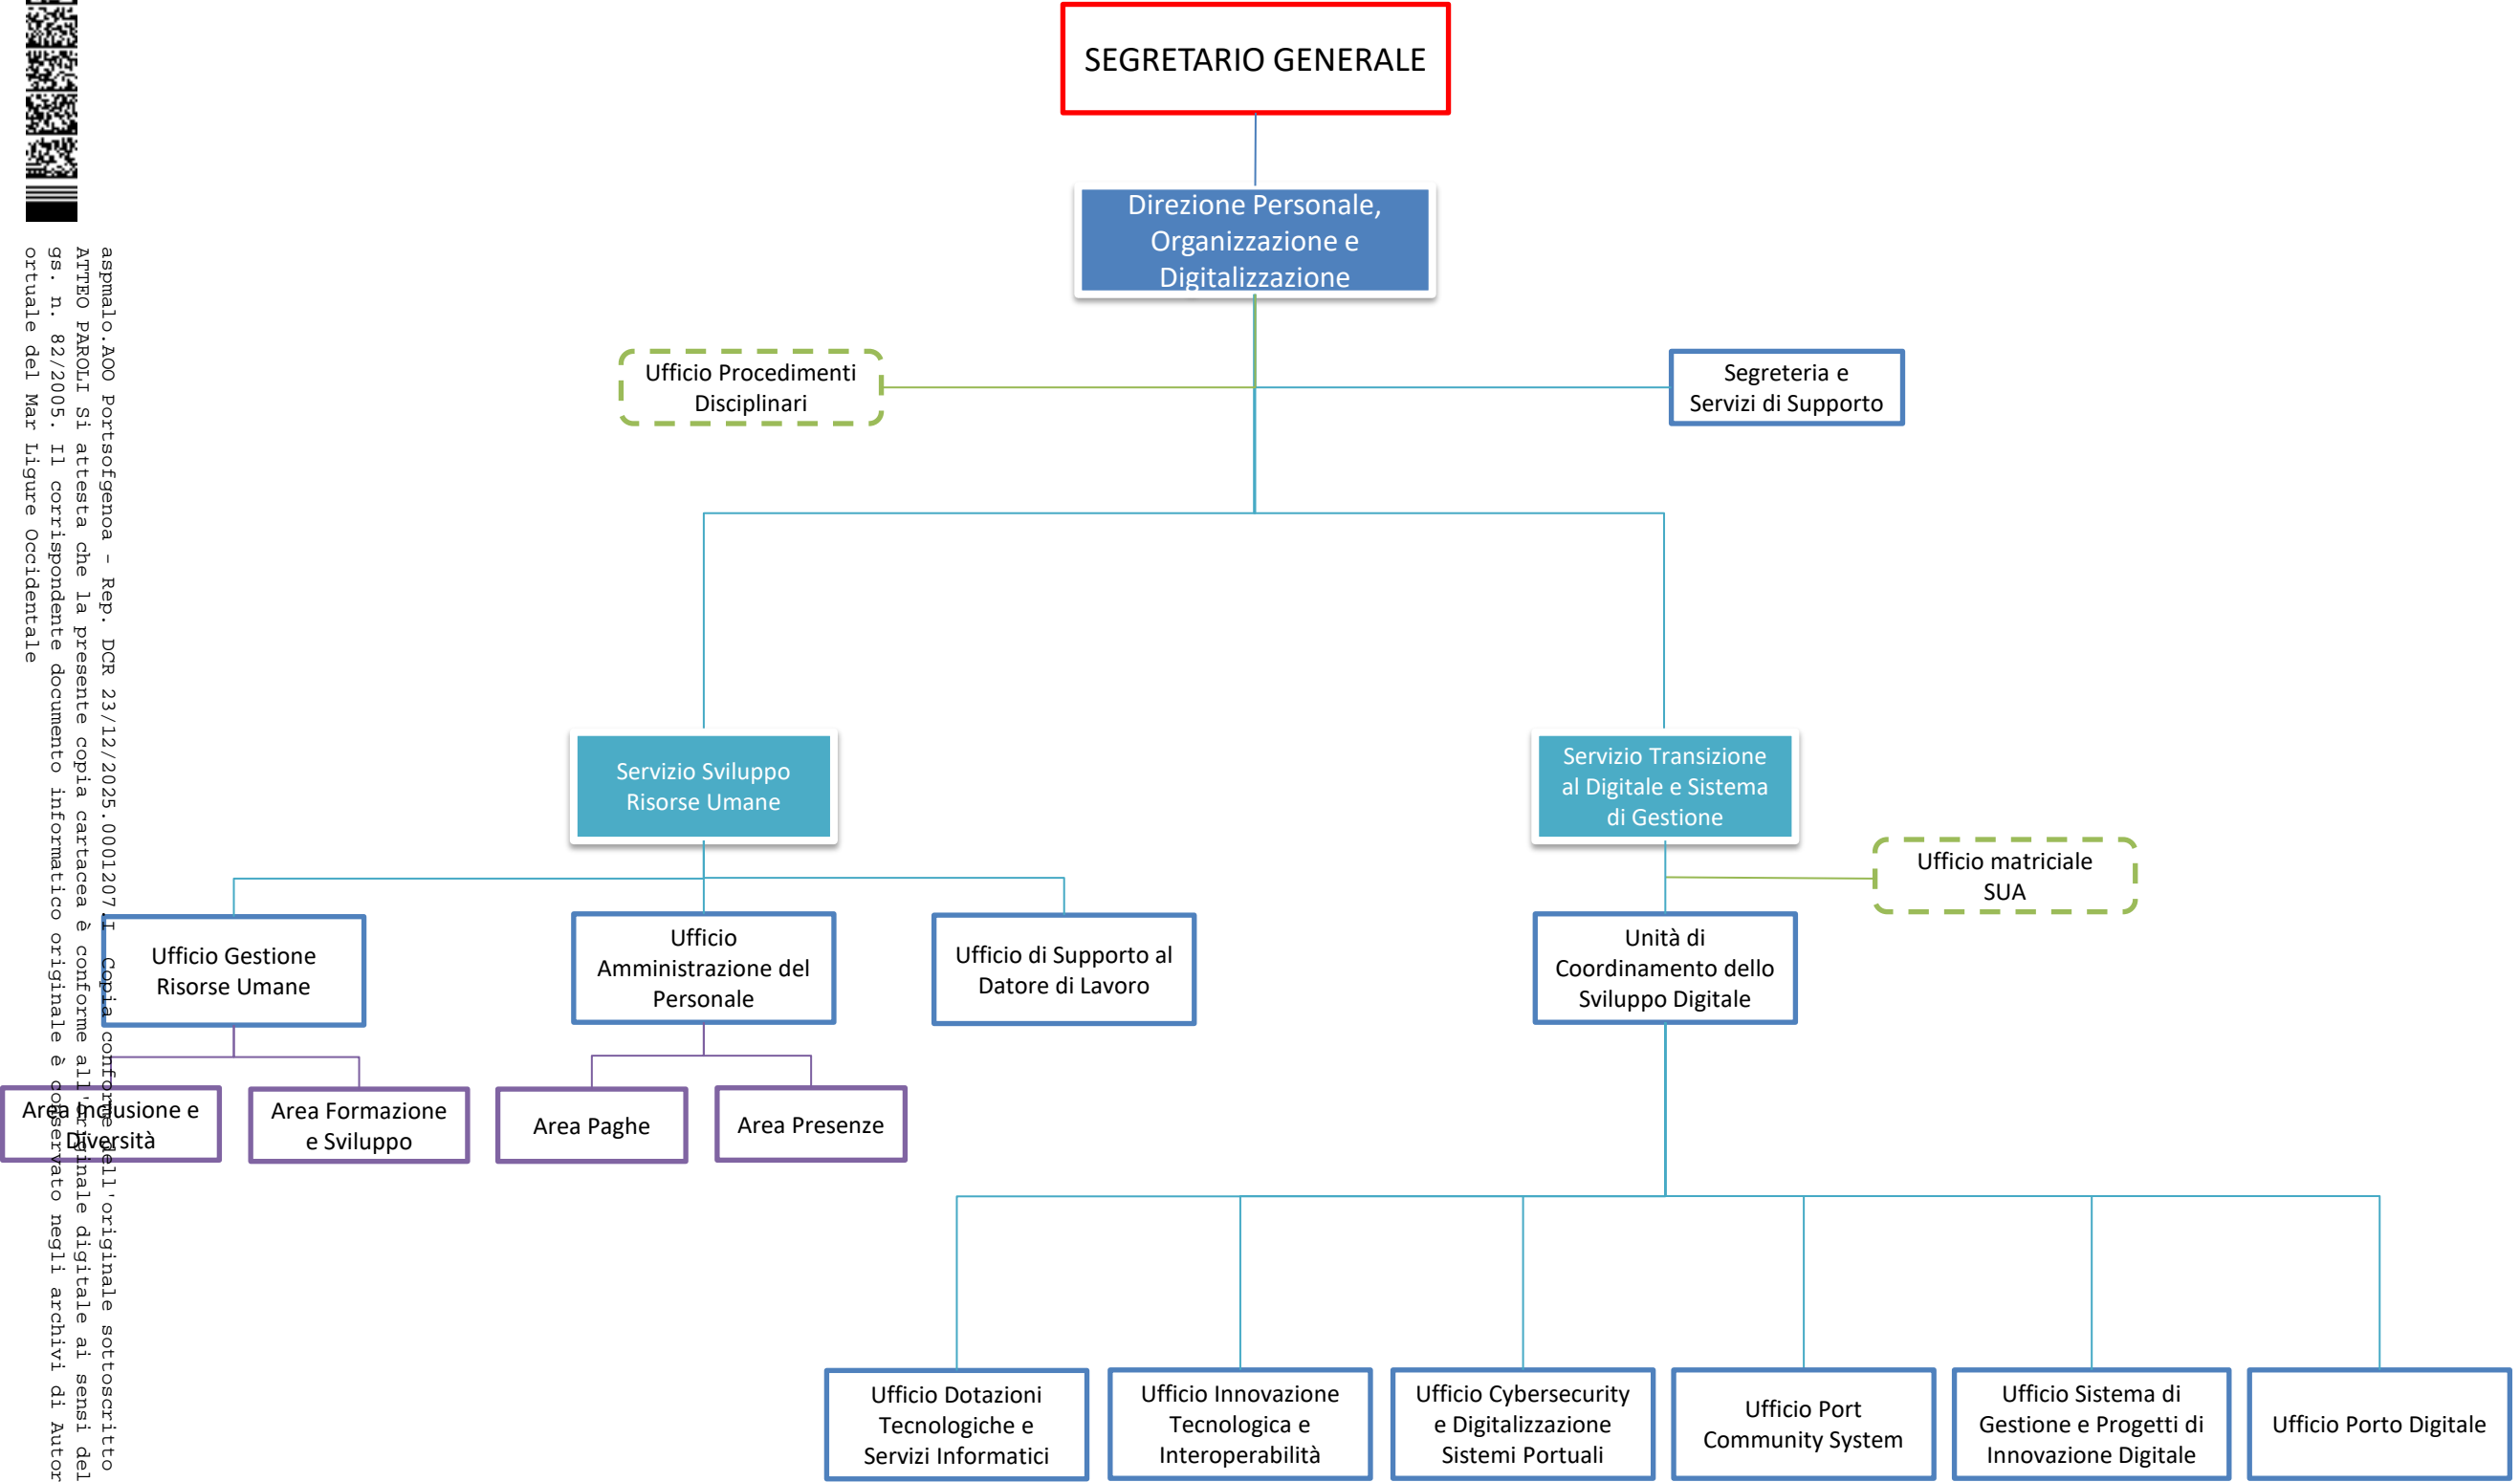 SEGRETARIO GENERALE
Direzione Personale,
Organizzazione e
Digitalizzazione
Ufficio Procedimenti
Disciplinari
Segreteria e
Servizi di Supporto
Servizio Sviluppo
Risorse Umane
Servizio Transizione
al Digitale e Sistema
di Gestione
Ufficio matriciale
SUA
Ufficio Gestione
Risorse Umane
Ufficio
Amministrazione del
Personale
Ufficio di Supporto al
Datore di Lavoro
Unità di
Coordinamento dello
Sviluppo Digitale
Area Inclusione e
Diversità
Area Formazione
e Sviluppo
Area Paghe
Area Presenze
Ufficio Dotazioni
Tecnologiche e
Servizi Informatici
Ufficio Innovazione
Tecnologica e
Interoperabilità
Ufficio Cybersecurity
e Digitalizzazione
Sistemi Portuali
Ufficio Port
Community System
Ufficio Sistema di
Gestione e Progetti di
Innovazione Digitale
Ufficio Porto Digitale
aspmalo.AOO Portsofgenoa - Rep. DCR 23/12/2025.0001207.I Copia conforme dell'originale sottoscritto
ATTEO PAROLI Si attesta che la presente copia cartacea è conforme all'originale digitale ai sensi del
gs. n. 82/2005. Il corrispondente documento informatico originale è conservato negli archivi di Autor
ortuale del Mar Ligure Occidentale